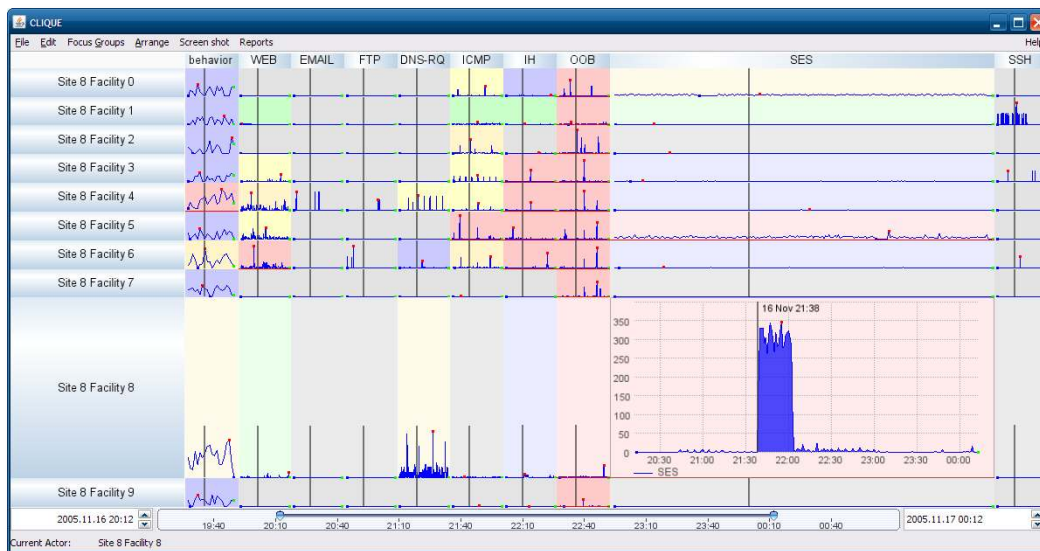 CLIQUE
File Edit Focus Groups Arrange Screen shot Reports Help
behavior WEB EMAIL FTP DNS-RQ ICMP IH OOB SES SSH
Site 8 Facility 0
Site 8 Facility 1
Site 8 Facility 2
Site 8 Facility 3
Site 8 Facility 4
Site 8 Facility 5
Site 8 Facility 6
Site 8 Facility 7
16 Nov 21:38
350
300
250
200
150
100
50
0
Site 8 Facility 8
20:30 21:00 21:30 22:00 22:30 23:00 23:30 00:00
SES
Site 8 Facility 9
2005.11.16 20:12
19:40 20:10 20:40 21:10 21:40 22:10 22:40 23:10 23:40 00:10 00:40
2005.11.17 00:12
Current Actor: Site 8 Facility 8